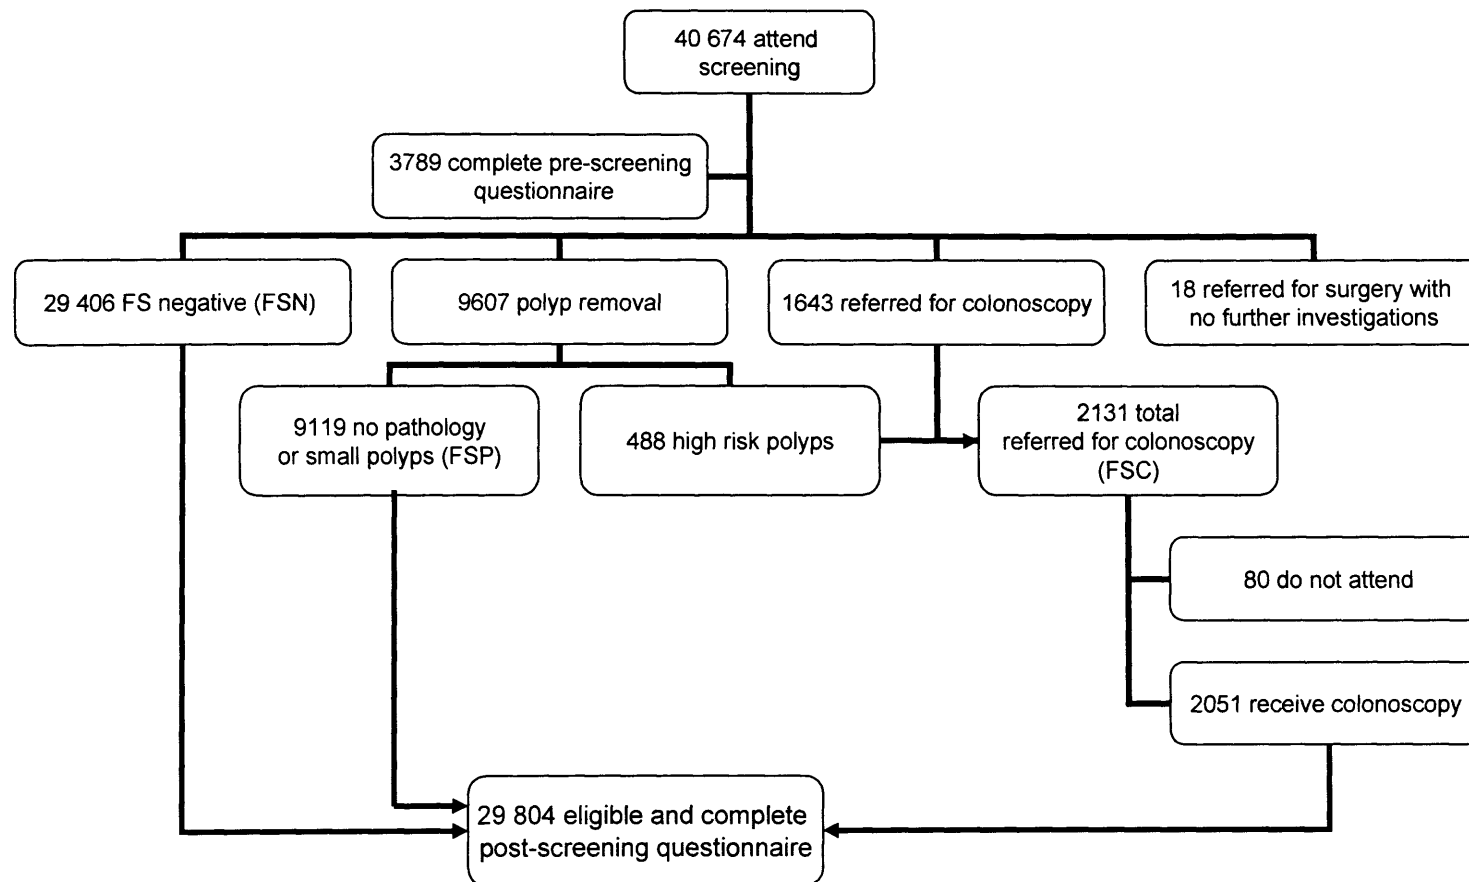 40 674 attend
screening
3789 complete pre-screening
questionnaire
29 406 FS negative (FSN)
9607 polyp removal
1643 referred for colonoscopy
18 referred for surgery with
no further investigations
9119 no pathology
or small polyps (FSP)
488 high risk polyps
2131 total
referred for colonoscopy
(FSC)
80 do not attend
2051 receive colonoscopy
29 804 eligible and complete
post-screening questionnaire